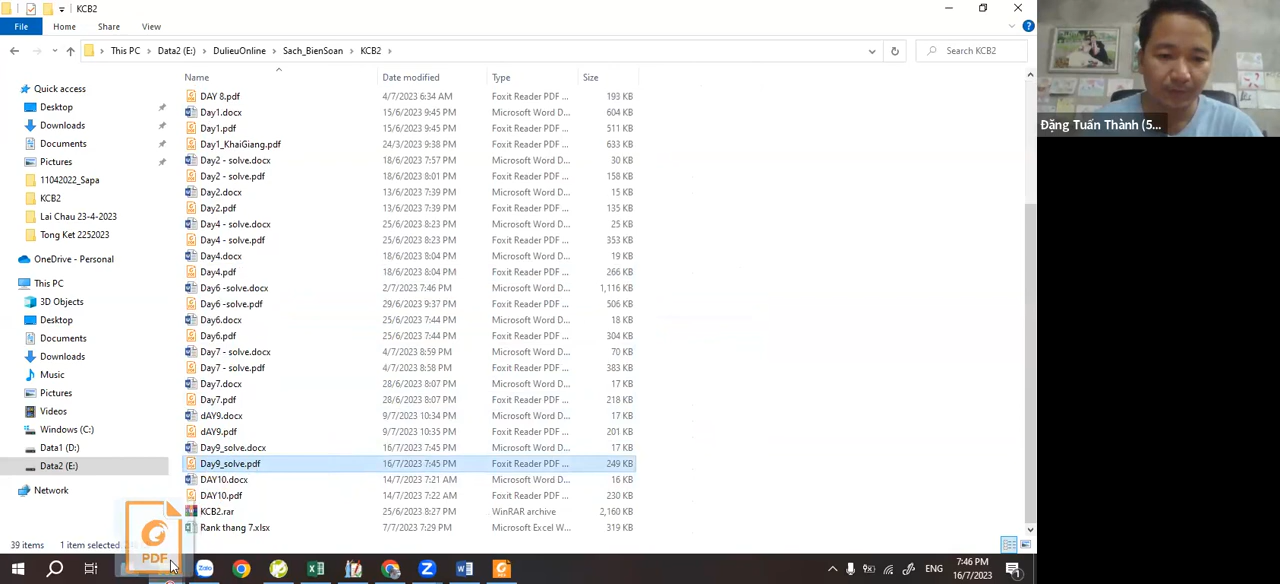 KCB2
File Home Share View
This PC Data2 (E:) DulieuOnline Sach_BienSoan KCB2 Search KCB2
Name Date modified Type Size
Quick access
Desktop
Downloads
Documents
Pictures
11042022_Sapa
KCB2
Lai Chau 23-4-2023
Tong Ket 2252023
OneDrive - Personal
This PC
3D Objects
Desktop
Documents
Downloads
Music
Pictures
Videos
Windows (C:)
Data1 (D:)
Data2 (E:)
Network
DAY 8.pdf 4/7/2023 6:34 AM Foxit Reader PDF ... 193 KB
Day1.docx 15/6/2023 9:45 PM Microsoft Word D... 604 KB
Day1.pdf 15/6/2023 9:45 PM Foxit Reader PDF ... 511 KB
Day1_KhaiGiang.pdf 24/3/2023 9:38 PM Foxit Reader PDF ... 633 KB
Day2 - solve.docx 18/6/2023 7:57 PM Microsoft Word D... 30 KB
Day2 - solve.pdf 18/6/2023 8:01 PM Foxit Reader PDF ... 158 KB
Day2.docx 13/6/2023 7:39 PM Microsoft Word D... 15 KB
Day2.pdf 13/6/2023 7:39 PM Foxit Reader PDF ... 135 KB
Day4 - solve.docx 25/6/2023 8:23 PM Microsoft Word D... 25 KB
Day4 - solve.pdf 25/6/2023 8:23 PM Foxit Reader PDF ... 353 KB
Day4.docx 18/6/2023 8:04 PM Microsoft Word D... 19 KB
Day4.pdf 18/6/2023 8:04 PM Foxit Reader PDF ... 266 KB
Day6 -solve.docx 2/7/2023 7:46 PM Microsoft Word D... 1,116 KB
Day6 -solve.pdf 29/6/2023 9:37 PM Foxit Reader PDF ... 506 KB
Day6.docx 25/6/2023 7:44 PM Microsoft Word D... 18 KB
Day6.pdf 25/6/2023 7:44 PM Foxit Reader PDF ... 304 KB
Day7 - solve.docx 4/7/2023 8:59 PM Microsoft Word D... 70 KB
Day7 - solve.pdf 4/7/2023 8:58 PM Foxit Reader PDF ... 383 KB
Day7.docx 28/6/2023 8:07 PM Microsoft Word D... 17 KB
Day7.pdf 28/6/2023 8:07 PM Foxit Reader PDF ... 218 KB
dAY9.docx 9/7/2023 10:34 PM Microsoft Word D... 17 KB
dAY9.pdf 9/7/2023 10:35 PM Foxit Reader PDF ... 201 KB
Day9_solve.docx 16/7/2023 7:45 PM Microsoft Word D... 17 KB
Day9_solve.pdf 16/7/2023 7:45 PM Foxit Reader PDF ... 249 KB
DAY10.docx 14/7/2023 7:21 AM Microsoft Word D... 16 KB
DAY10.pdf 14/7/2023 7:22 AM Foxit Reader PDF ... 230 KB
KCB2.rar 25/6/2023 8:23 PM WinRAR archive 2,160 KB
Rank thang 7.xlsx 7/7/2023 7:29 PM Microsoft Excel W... 319 KB
PDF
39 items 1 item selected
Zalo
ENG
7:46 PM
16/7/2023
Đặng Tuấn Thành (5...